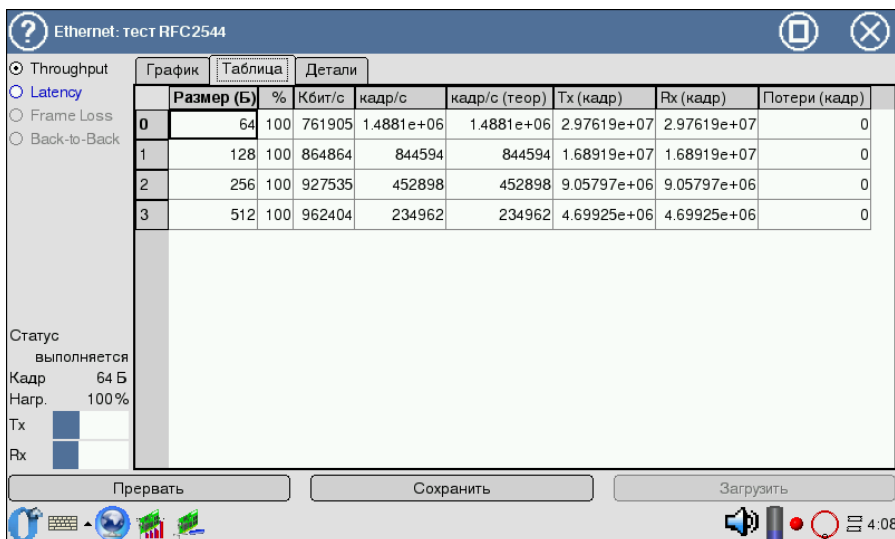 Ethernet: тест RFC2544
Throughput
Latency
Frame Loss
Back-to-Back
График Таблица Детали
Размер (Б) % Кбит/с кадр/с кадр/с (теор) Tx (кадр) Rx (кадр) Потери (кадр)
0 64 100 761905 1.4881e+06 1.4881e+06 2.97619e+07 2.97619e+07 0
1 128 100 864864 844594 844594 1.68919e+07 1.68919e+07 0
2 256 100 927535 452898 452898 9.05797e+06 9.05797e+06 0
3 512 100 962404 234962 234962 4.69925e+06 4.69925e+06 0
Статус
выполняется
Кадр 64 Б
Нагр. 100%
Tx
Rx
Прервать Сохранить Загрузить
4:08